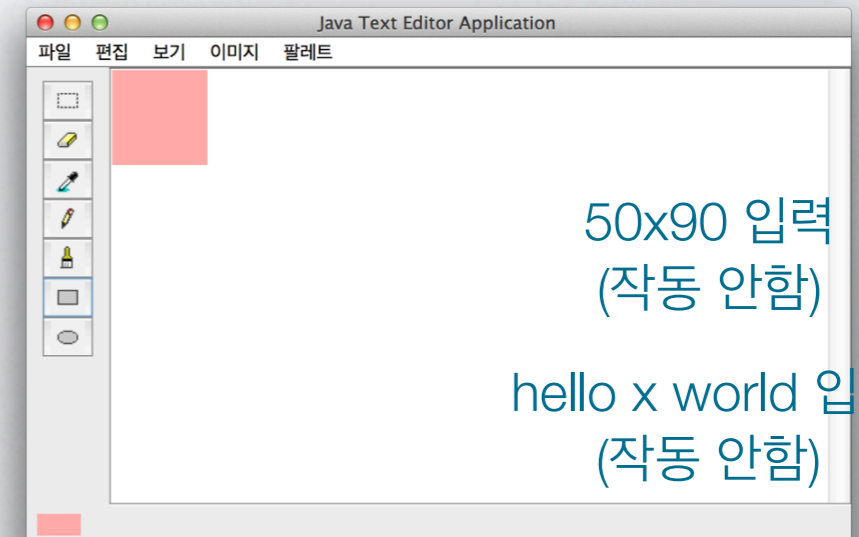 Java Text Editor Application
파일 편집 보기 이미지 팔레트
50x90 입력
(작동 안함)
hello x world 입
(작동 안함)